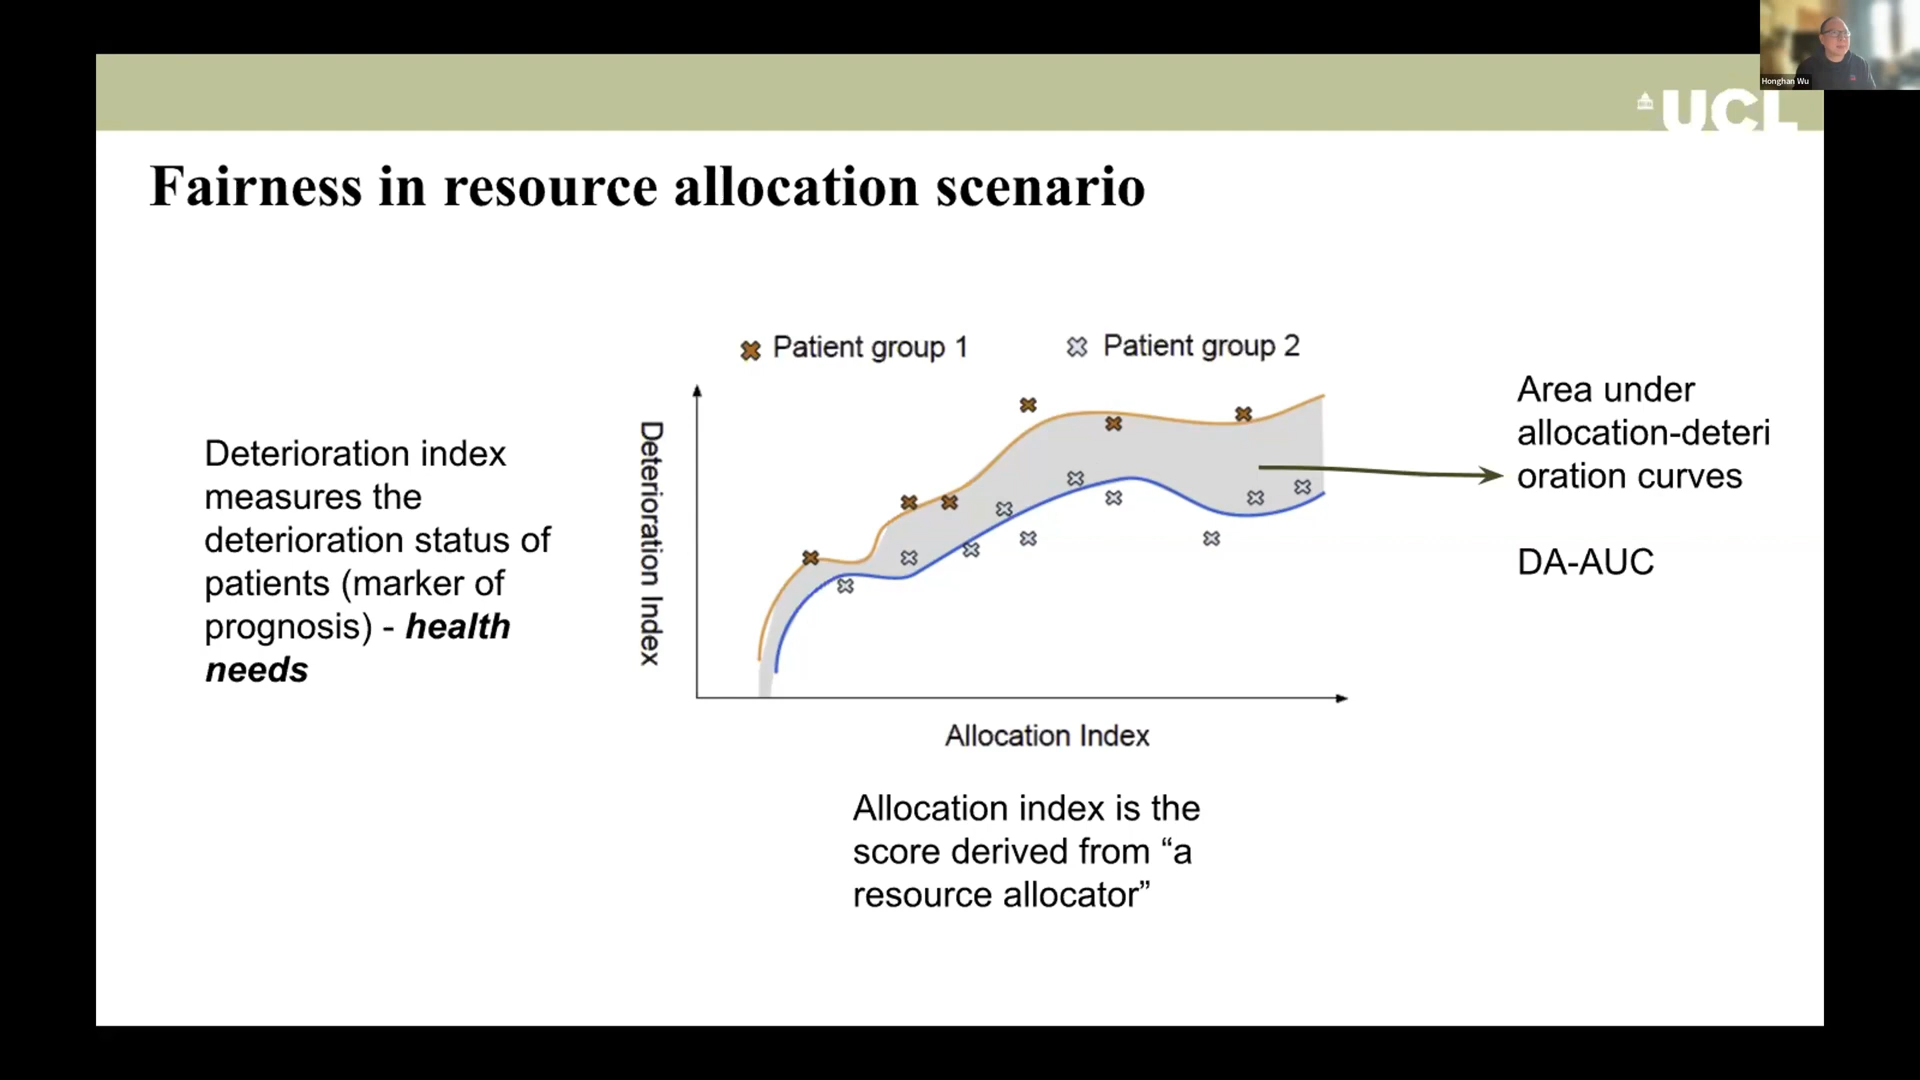 Honghan Wu
UCL
Fairness in resource allocation scenario
Patient group 1
Patient group 2
Deterioration index
measures the
deterioration status of
patients (marker of
prognosis) - health
needs
Deterioration Index
Allocation Index
Area under
allocation-deteri
oration curves
DA-AUC
Allocation index is the
score derived from “a
resource allocator”